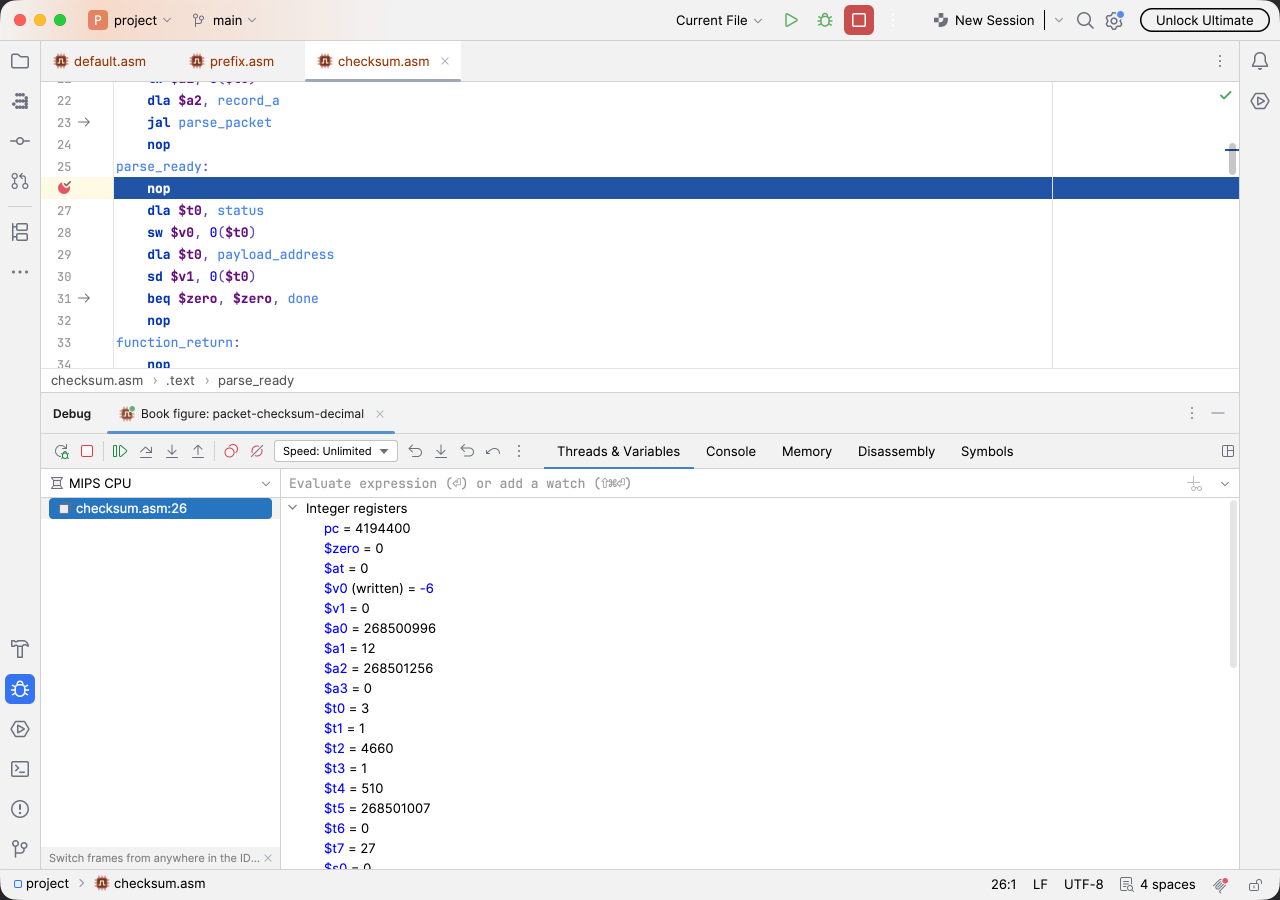 P project main Current File New Session Unlock Ultimate
default.asm prefix.asm checksum.asm
22 dla $a2, record_a
23 jal parse_packet
24 nop
25 parse_ready:
nop
27 dla $t0, status
28 sw $v0, 0($t0)
29 dla $t0, payload_address
30 sd $v1, 0($t0)
31 beq $zero, $zero, done
32 nop
33 function_return:
34 nop
checksum.asm › .text › parse_ready
Debug Book figure: packet-checksum-decimal
Speed: Unlimited Threads & Variables Console Memory Disassembly Symbols
MIPS CPU Evaluate expression (⏎) or add a watch (⇧⌘⏎)
checksum.asm:26 Integer registers
pc = 4194400
$zero = 0
$at = 0
$v0 (written) = -6
$v1 = 0
$a0 = 268500996
$a1 = 12
$a2 = 268501256
$a3 = 0
$t0 = 3
$t1 = 1
$t2 = 4660
$t3 = 1
$t4 = 510
$t5 = 268501007
$t6 = 0
$t7 = 27
$s0 = 0
Switch frames from anywhere in the ID...
project › checksum.asm 26:1 LF UTF-8 4 spaces